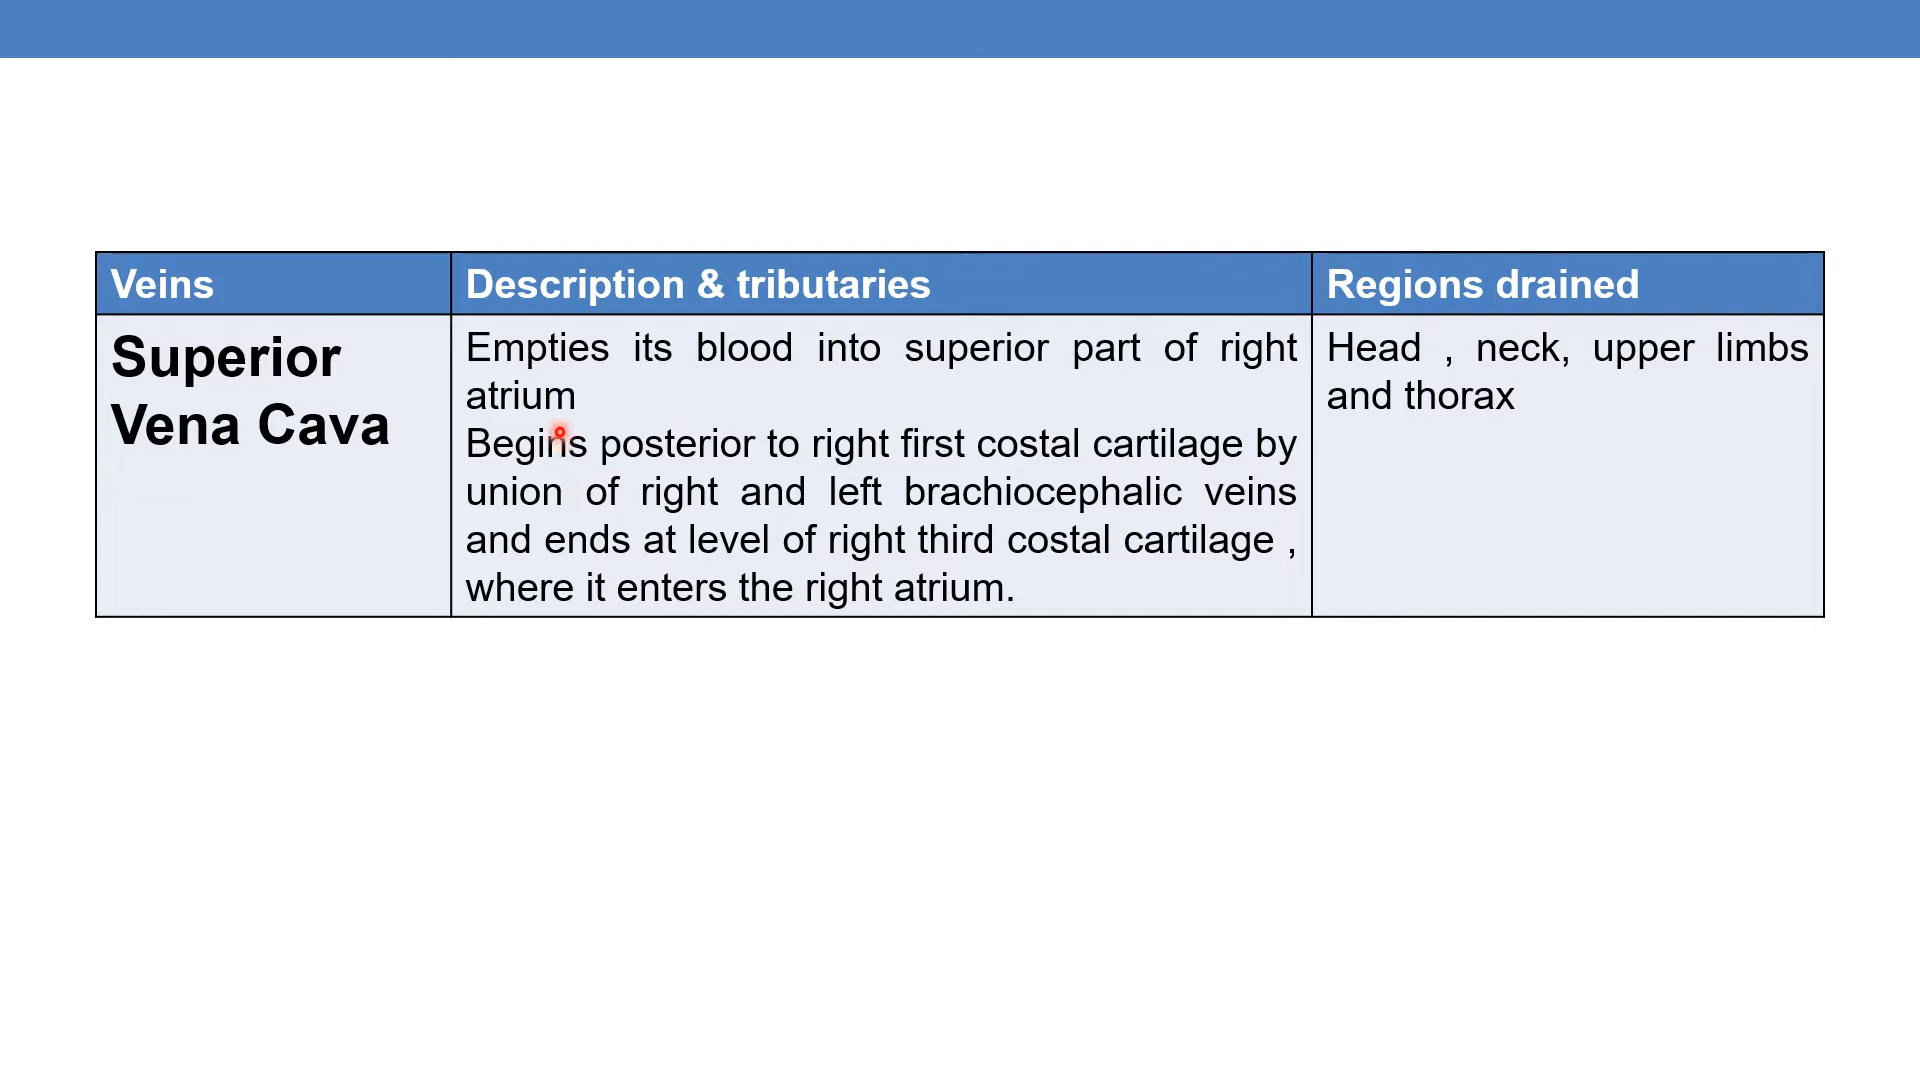 Veins
Description & tributaries
Regions drained
Superior
Vena Cava
Empties its blood into superior part of right
atrium
Begins posterior to right first costal cartilage by
union of right and left brachiocephalic veins
and ends at level of right third costal cartilage ,
where it enters the right atrium.
Head , neck, upper limbs
and thorax